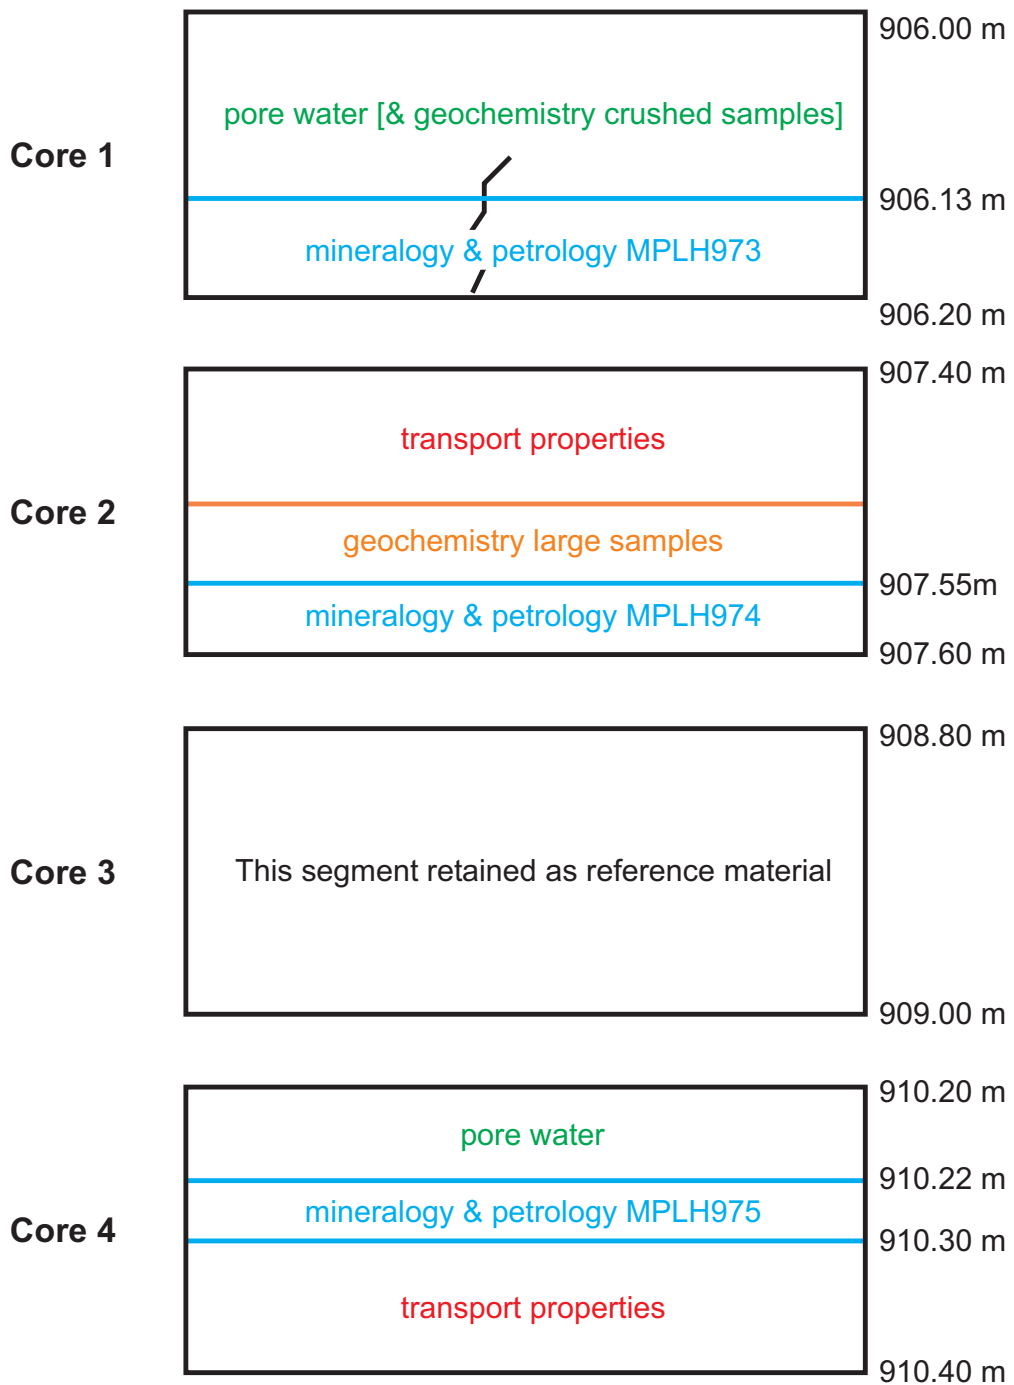 906.00 m
pore water [& geochemistry crushed samples]
Core 1
906.13 m
mineralogy & petrology MPLH973
906.20 m
907.40 m
transport properties
Core 2
geochemistry large samples
907.55m
mineralogy & petrology MPLH974
907.60 m
908.80 m
Core 3
This segment retained as reference material
909.00 m
910.20 m
pore water
910.22 m
mineralogy & petrology MPLH975
Core 4
910.30 m
transport properties
910.40 m